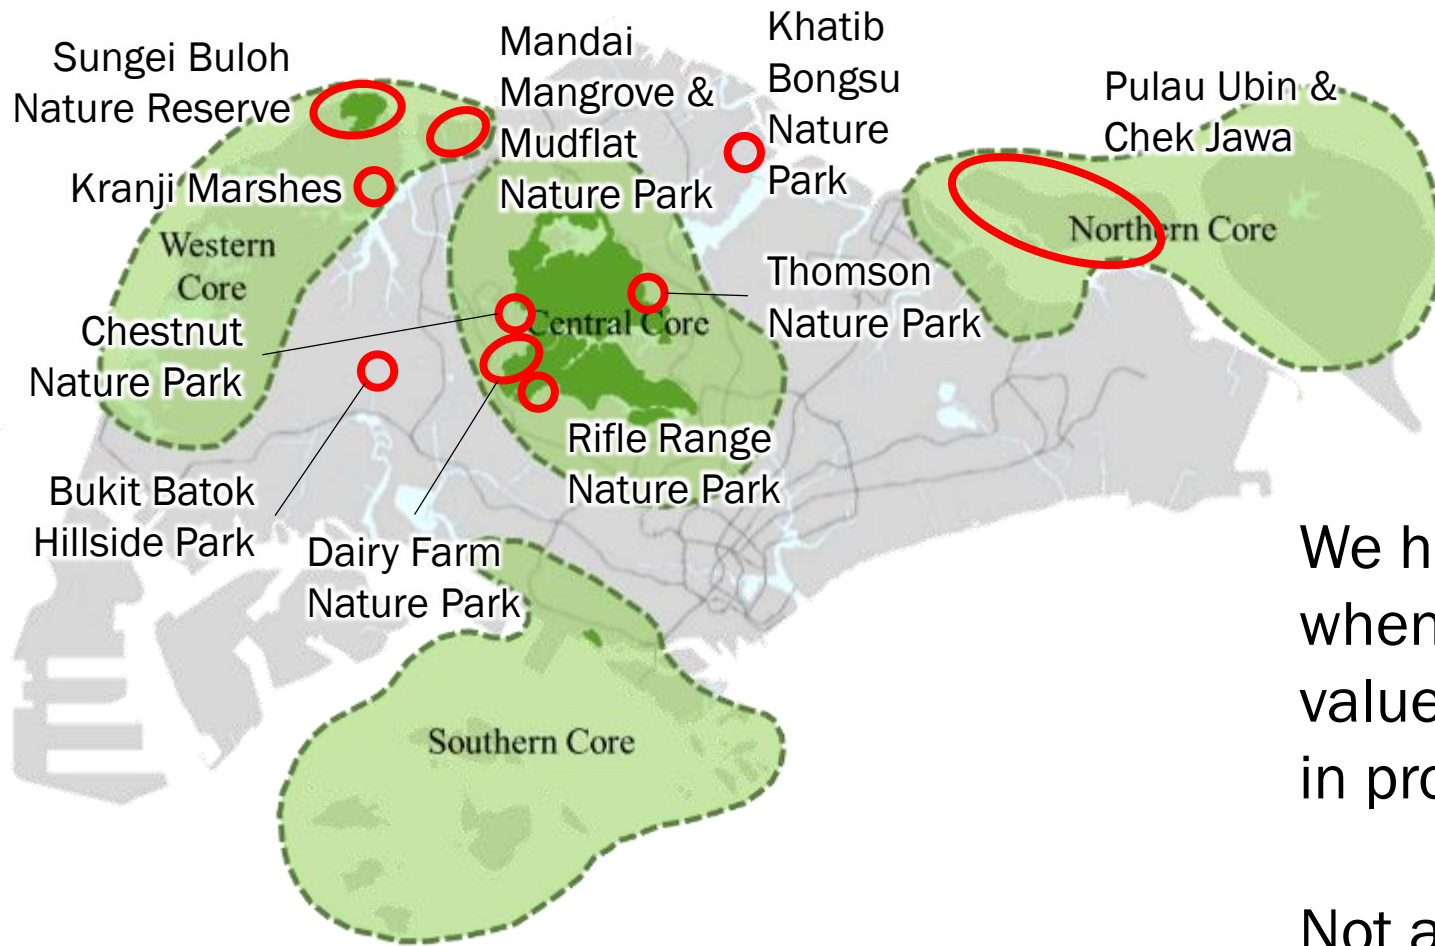 Sungei Buloh
Nature Reserve
Mandai
Mangrove &
Mudflat
Nature Park
Khatib
Bongsu
Nature
Park
Pulau Ubin &
Chek Jawa
Kranji Marshes
Western
Core
Northern Core
Thomson
Nature Park
Chestnut
Nature Park
Central Core
Rifle Range
Nature Park
Bukit Batok
Hillside Park
Dairy Farm
Nature Park
Southern Core
We h
when
value
in pro
Not a